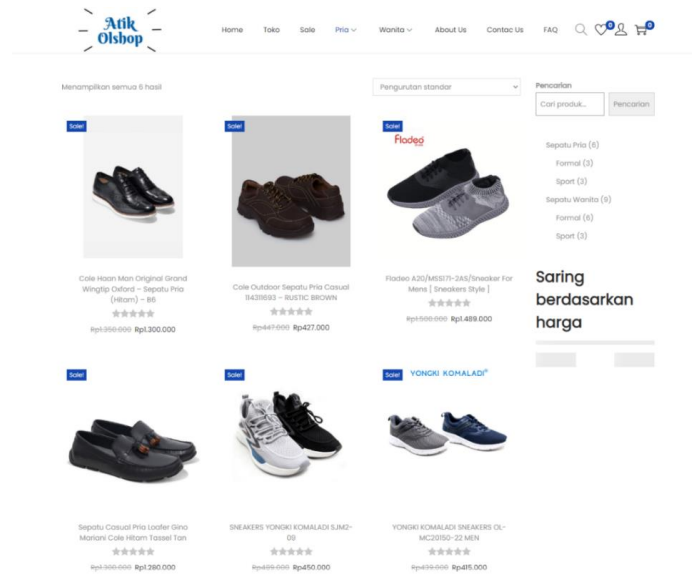 Atik
Olshop
Home
Toko
Sale
Pria
Wanita
About Us
Contac Us
FAQ
0
0
Menampilkan semua 6 hasil
Pengurutan standar
Pencarian
Cari produk...
Pencarian
Sepatu Pria (6)
Formal (3)
Sport (3)
Sepatu Wanita (9)
Formal (6)
Sport (3)
Saring
berdasarkan
harga
Sale!
Sale!
Sale!
Fladeo
Cole Haan Man Original Grand
Wingtip Oxford – Sepatu Pria
(Hitam) – B6
Rp1.350.000 Rp1.300.000
Cole Outdoor Sepatu Pria Casual
114311693 – RUSTIC BROWN
Rp447.000 Rp427.000
Fladeo A20/MSS171-2AS/Sneaker For
Mens [ Sneakers Style ]
Rp1.500.000 Rp1.489.000
Sale!
Sale!
Sale!
YONGKI KOMALADI®
Sepatu Casual Pria Loafer Gino
Mariani Cole Hitam Tassel Tan
Rp1.300.000 Rp1.280.000
SNEAKERS YONGKI KOMALADI SJM2-
09
Rp499.000 Rp450.000
YONGKI KOMALADI SNEAKERS OL-
MC20150-22 MEN
Rp439.000 Rp415.000